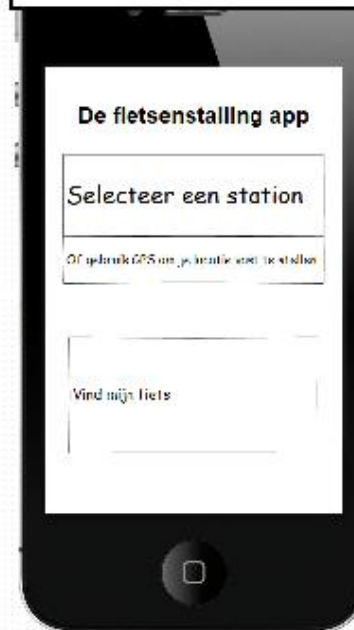 De fietsenstalling app
Selecteer een station
Of gebruik GPS om je locatie vast te stellen
Vind mijn fiets